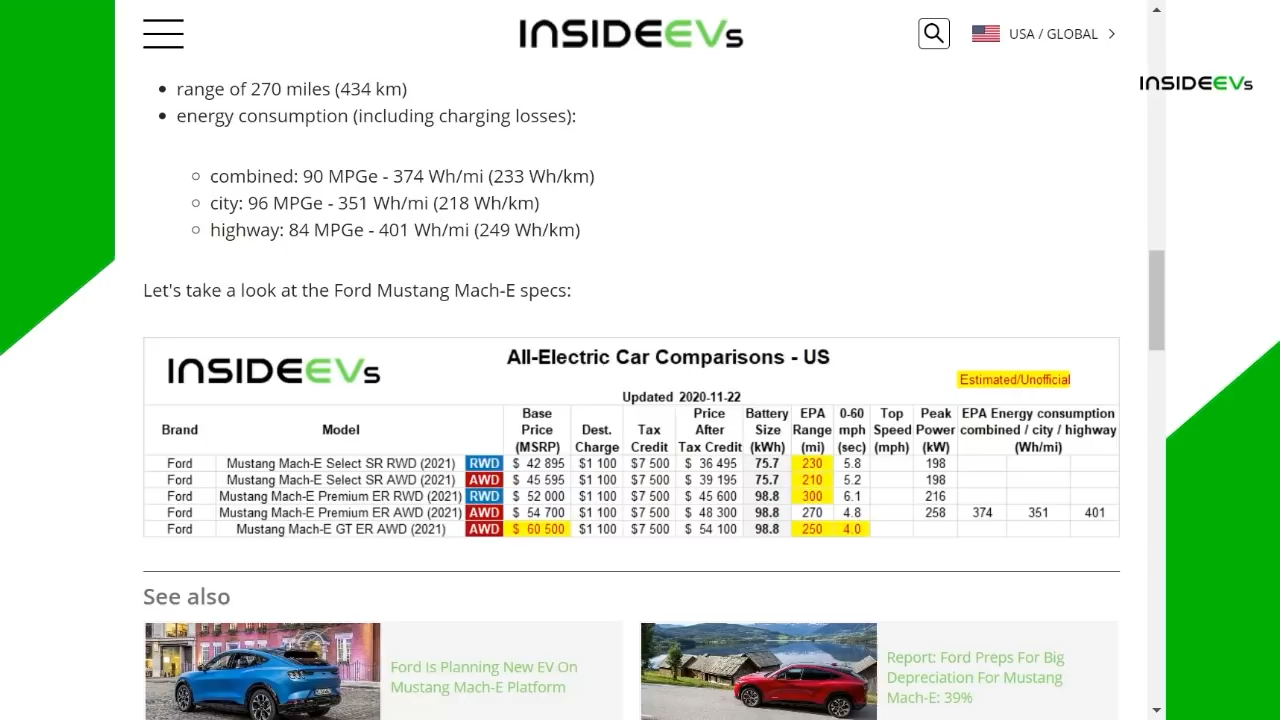 INSIDEEVs
USA / GLOBAL
INSIDEEVs
range of 270 miles (434 km)
energy consumption (including charging losses):
combined: 90 MPGe - 374 Wh/mi (233 Wh/km)
city: 96 MPGe - 351 Wh/mi (218 Wh/km)
highway: 84 MPGe - 401 Wh/mi (249 Wh/km)
Let's take a look at the Ford Mustang Mach-E specs:
INSIDEEVs
All-Electric Car Comparisons - US
Estimated/Unofficial
Updated 2020-11-22
Brand Model Base Price (MSRP) Dest. Charge Tax Credit Price After Tax Credit Battery Size (kWh) EPA Range (mi) 0-60 mph (sec) Top Speed (mph) Peak Power (kW) EPA Energy consumption combined / city / highway (Wh/mi)
Ford Mustang Mach-E Select SR RWD (2021) RWD $ 42 895 $1 100 $7 500 $ 36 495 75.7 230 5.8 198
Ford Mustang Mach-E Select SR AWD (2021) AWD $ 45 595 $1 100 $7 500 $ 39 195 75.7 210 5.2 198
Ford Mustang Mach-E Premium ER RWD (2021) RWD $ 52 000 $1 100 $7 500 $ 45 600 98.8 300 6.1 216
Ford Mustang Mach-E Premium ER AWD (2021) AWD $ 54 700 $1 100 $7 500 $ 48 300 98.8 270 4.8 258 374 351 401
Ford Mustang Mach-E GT ER AWD (2021) AWD $ 60 500 $1 100 $7 500 $ 54 100 98.8 250 4.0
See also
Ford Is Planning New EV On
Mustang Mach-E Platform
Report: Ford Preps For Big
Depreciation For Mustang
Mach-E: 39%